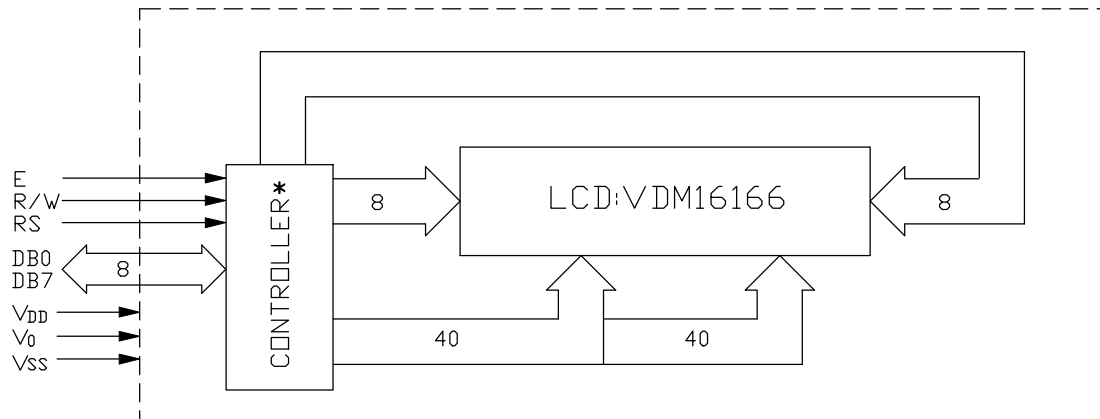 E
R/W
RS
DB0
DB7
8
VDD
V0
VSS
CONTROLLER*
8
LCD:VDM16166
8
40
40